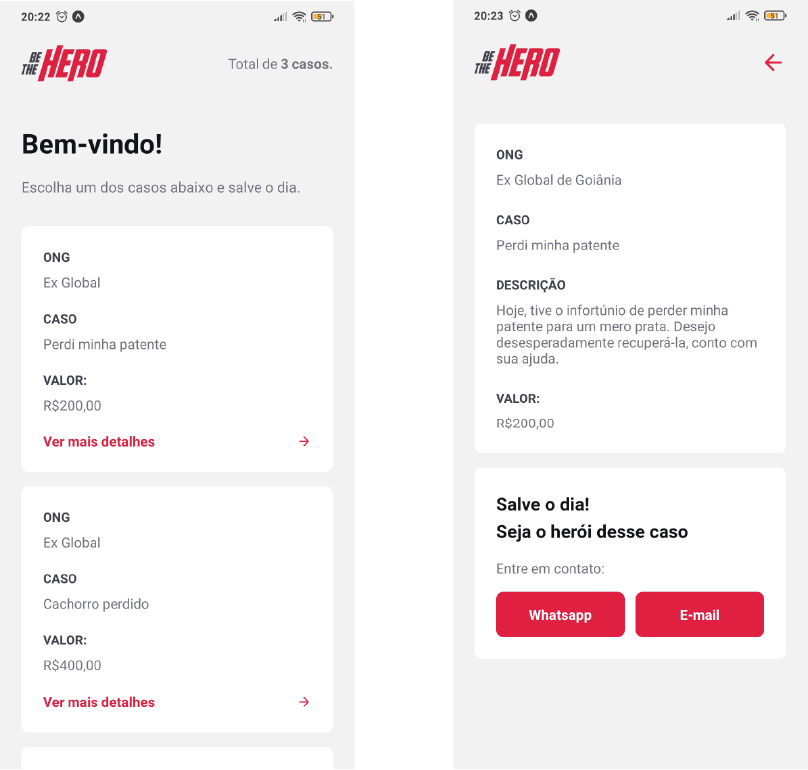 20:22
51
BE THE HERO
Total de 3 casos.
Bem-vindo!
Escolha um dos casos abaixo e salve o dia.
ONG
Ex Global
CASO
Perdi minha patente
VALOR:
R$200,00
Ver mais detalhes
ONG
Ex Global
CASO
Cachorro perdido
VALOR:
R$400,00
Ver mais detalhes
20:23
51
BE THE HERO
ONG
Ex Global de Goiânia
CASO
Perdi minha patente
DESCRIÇÃO
Hoje, tive o infortúnio de perder minha
patente para um mero prata. Desejo
desesperadamente recuperá-la, conto com
sua ajuda.
VALOR:
R$200,00
Salve o dia!
Seja o herói desse caso
Entre em contato:
Whatsapp
E-mail